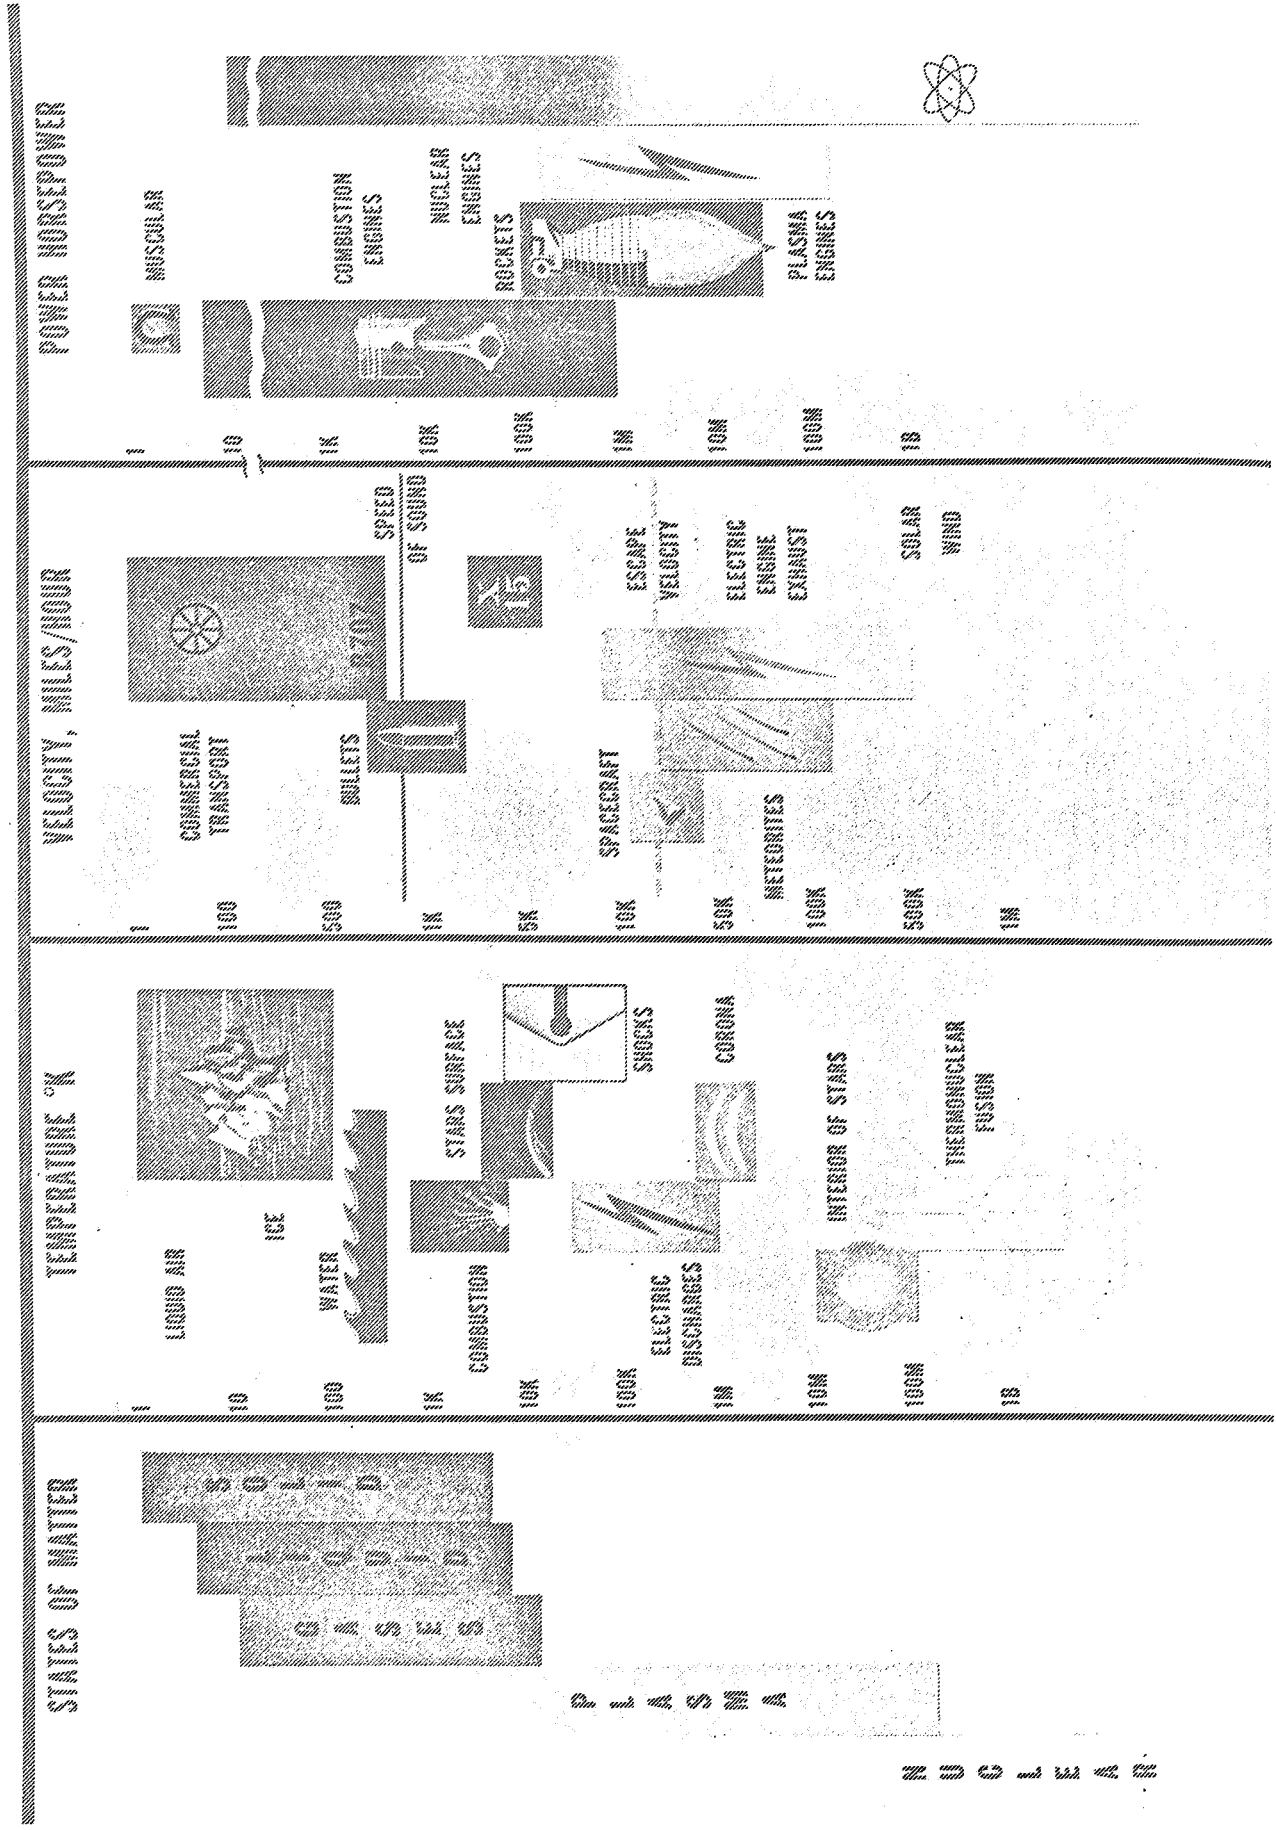 STATES OF MATTER
SOLID
LIQUID
GASES
PLASMA
NUCLEAR
TEMPERATURE °K
1
10
100
1K
10K
100K
1M
10M
100M
1B
LIQUID AIR
ICE
WATER
COMBUSTION
STARS SURFACE
SHOCKS
ELECTRIC
DISCHARGES
CORONA
INTERIOR OF STARS
THERMONUCLEAR
FUSION
VELOCITY, MILES/HOUR
1
100
500
1K
5K
10K
50K
100K
500K
1M
COMMERCIAL
TRANSPORT
BULLETS
SPEED
OF SOUND
X
15
SPACECRAFT
ESCAPE
VELOCITY
METEORITES
ELECTRIC
ENGINE
EXHAUST
SOLAR
WIND
POWER HORSEPOWER
1
10
1K
10K
100K
1M
10M
100M
1B
MUSCULAR
COMBUSTION
ENGINES
NUCLEAR
ENGINES
ROCKETS
PLASMA
ENGINES